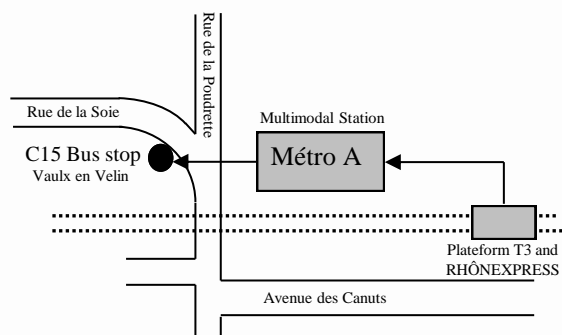 Rue de la
Poudrette
Rue de la Soie
Multimodal Station
Métro A
C15 Bus stop
Vaulx en Velin
Plateform T3 and
RHÔNEXPRESS
Avenue des Canuts